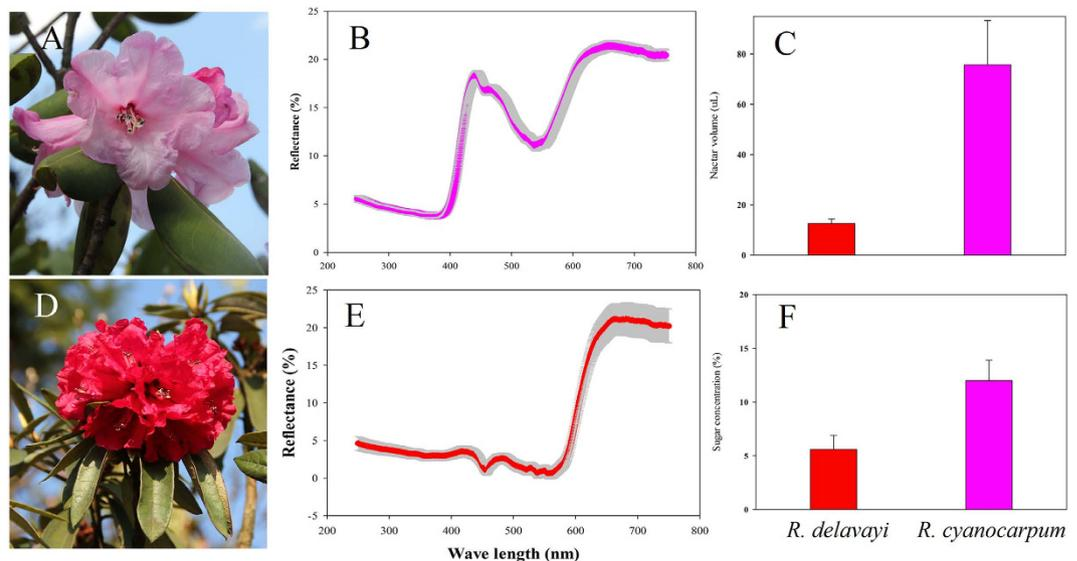 A
B
Reflectance (%)
25
20
15
10
5
0
200 300 400 500 600 700 800
C
Nactar volume (uL)
80
60
40
20
0
D
E
Reflectance (%)
25
20
15
10
5
0
-5
200 300 400 500 600 700 800
Wave length (nm)
F
Sugar concentration (%)
20
15
10
5
0
R. delavayi R. cyanocarpum